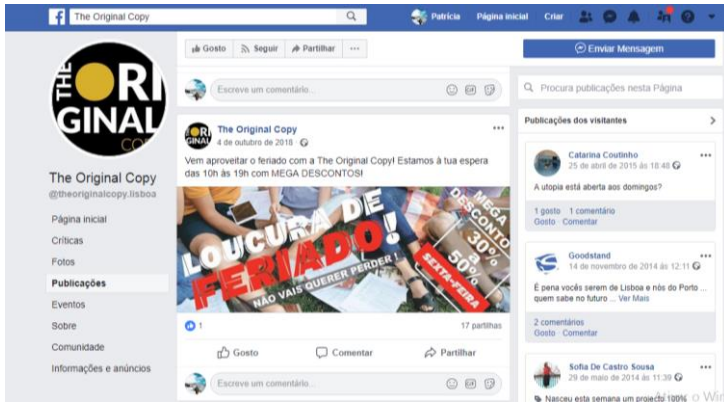 The Original Copy
Patrícia
Página inicial
Criar
THE ORI
GINAL
COPY
The Original Copy
@theoriginalcopy.lisboa
Página inicial
Críticas
Fotos
Publicações
Eventos
Sobre
Comunidade
Informações e anúncios
Gosto
Seguir
Partilhar
Escreve um comentário...
The Original Copy
4 de outubro de 2018
Vem aproveitar o feriado com a The Original Copy! Estamos à tua espera
das 10h às 19h com MEGA DESCONTOS!
LOUCURA DE
FERIADO!
NÃO VAIS QUERER PERDER !
MEGA
DESCONTO
30%
a
50%
SEXTA-FEIRA
1
17 partilhas
Gosto
Comentar
Partilhar
Escreve um comentário...
Enviar Mensagem
Procura publicações nesta Página
Publicações dos visitantes
Catarina Coutinho
25 de abril de 2015 às 18:48
A utopia está aberta aos domingos?
1 gosto 1 comentário
Gosto · Comentar
Goodstand
14 de novembro de 2014 às 12:11
É pena vocês serem de Lisboa e nós do Porto ...
quem sabe no futuro ... Ver Mais
2 comentários
Gosto · Comentar
Sofia De Castro Sousa
29 de maio de 2014 às 11:39
Nasceu esta semana um projecto 100%